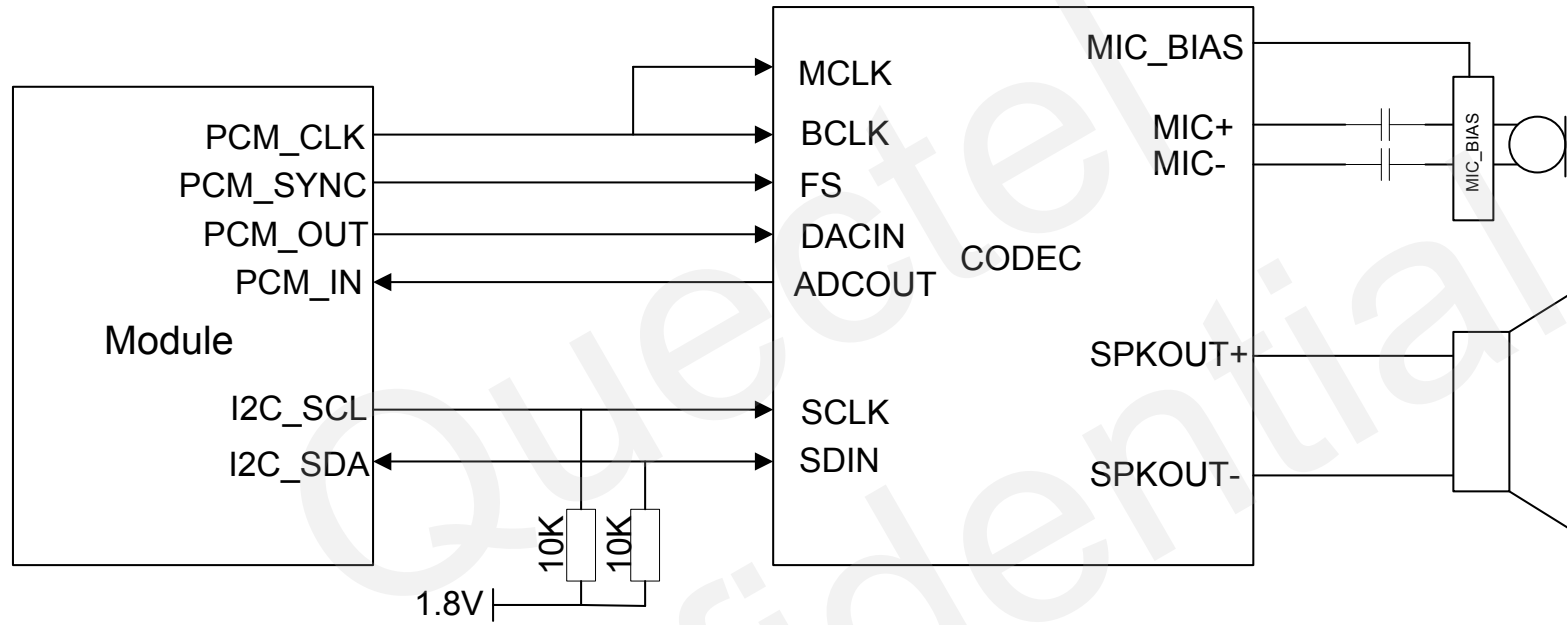 Module
PCM_CLK
PCM_SYNC
PCM_OUT
PCM_IN
I2C_SCL
I2C_SDA
10K
10K
1.8V
CODEC
MCLK
BCLK
FS
DACIN
ADCOUT
SCLK
SDIN
MIC_BIAS
MIC+
MIC-
SPKOUT+
SPKOUT-
MIC_BIAS
Quectel